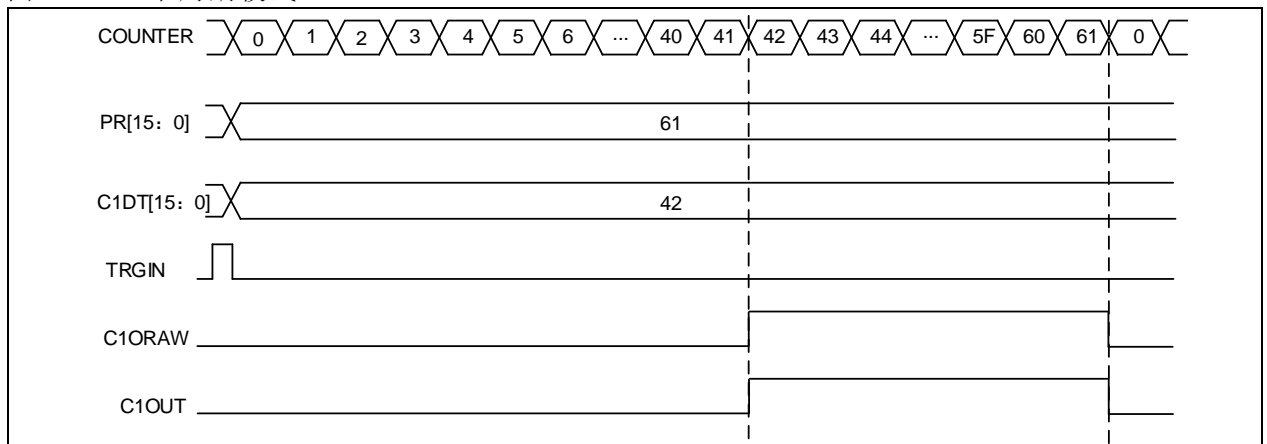 COUNTER 0 1 2 3 4 5 6 ... 40 41 42 43 44 ... 5F 60 61 0
PR[15：0] 61
C1DT[15：0] 42
TRGIN
C1ORAW
C1OUT